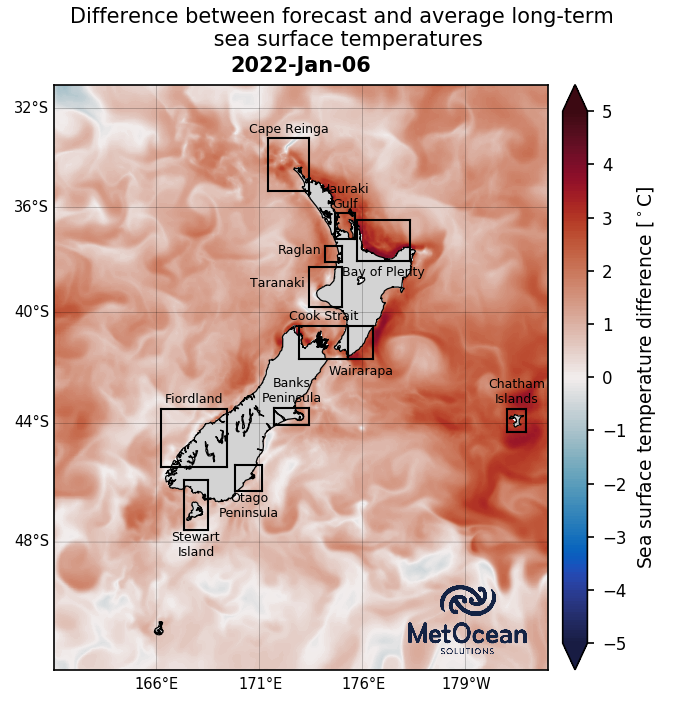 Difference between forecast and average long-term
sea surface temperatures
2022-Jan-06
32°S
36°S
40°S
44°S
48°S
Cape Reinga
Hauraki
Gulf
Raglan
Bay of Plenty
Taranaki
Cook Strait
Wairarapa
Banks
Peninsula
Fiordland
Chatham
Islands
Otago
Peninsula
Stewart
Island
MetOcean
SOLUTIONS
166°E
171°E
176°E
179°W
5
4
3
2
1
0
−1
−2
−3
−4
−5
Sea surface temperature difference [°C]